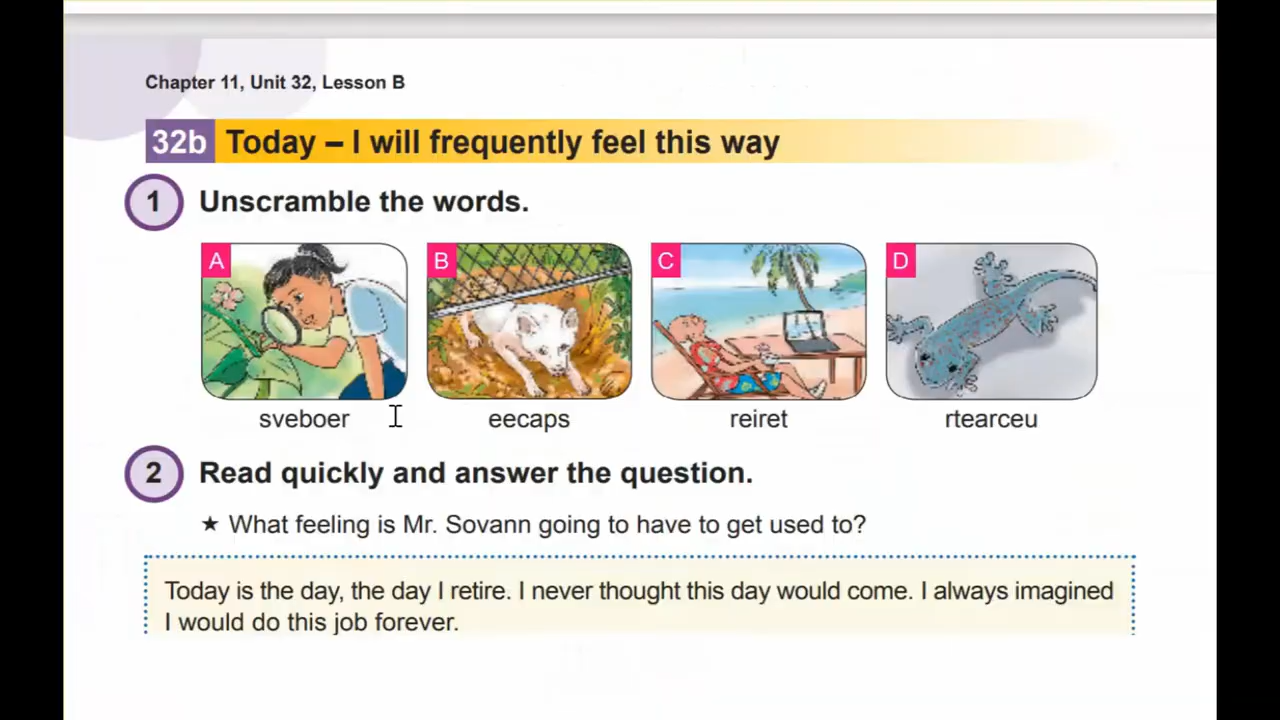 Chapter 11, Unit 32, Lesson B
32b Today – I will frequently feel this way
1 Unscramble the words.
A B C D
sveboer eecaps reiret rtearceu
2 Read quickly and answer the question.
★ What feeling is Mr. Sovann going to have to get used to?
Today is the day, the day I retire. I never thought this day would come. I always imagined
I would do this job forever.